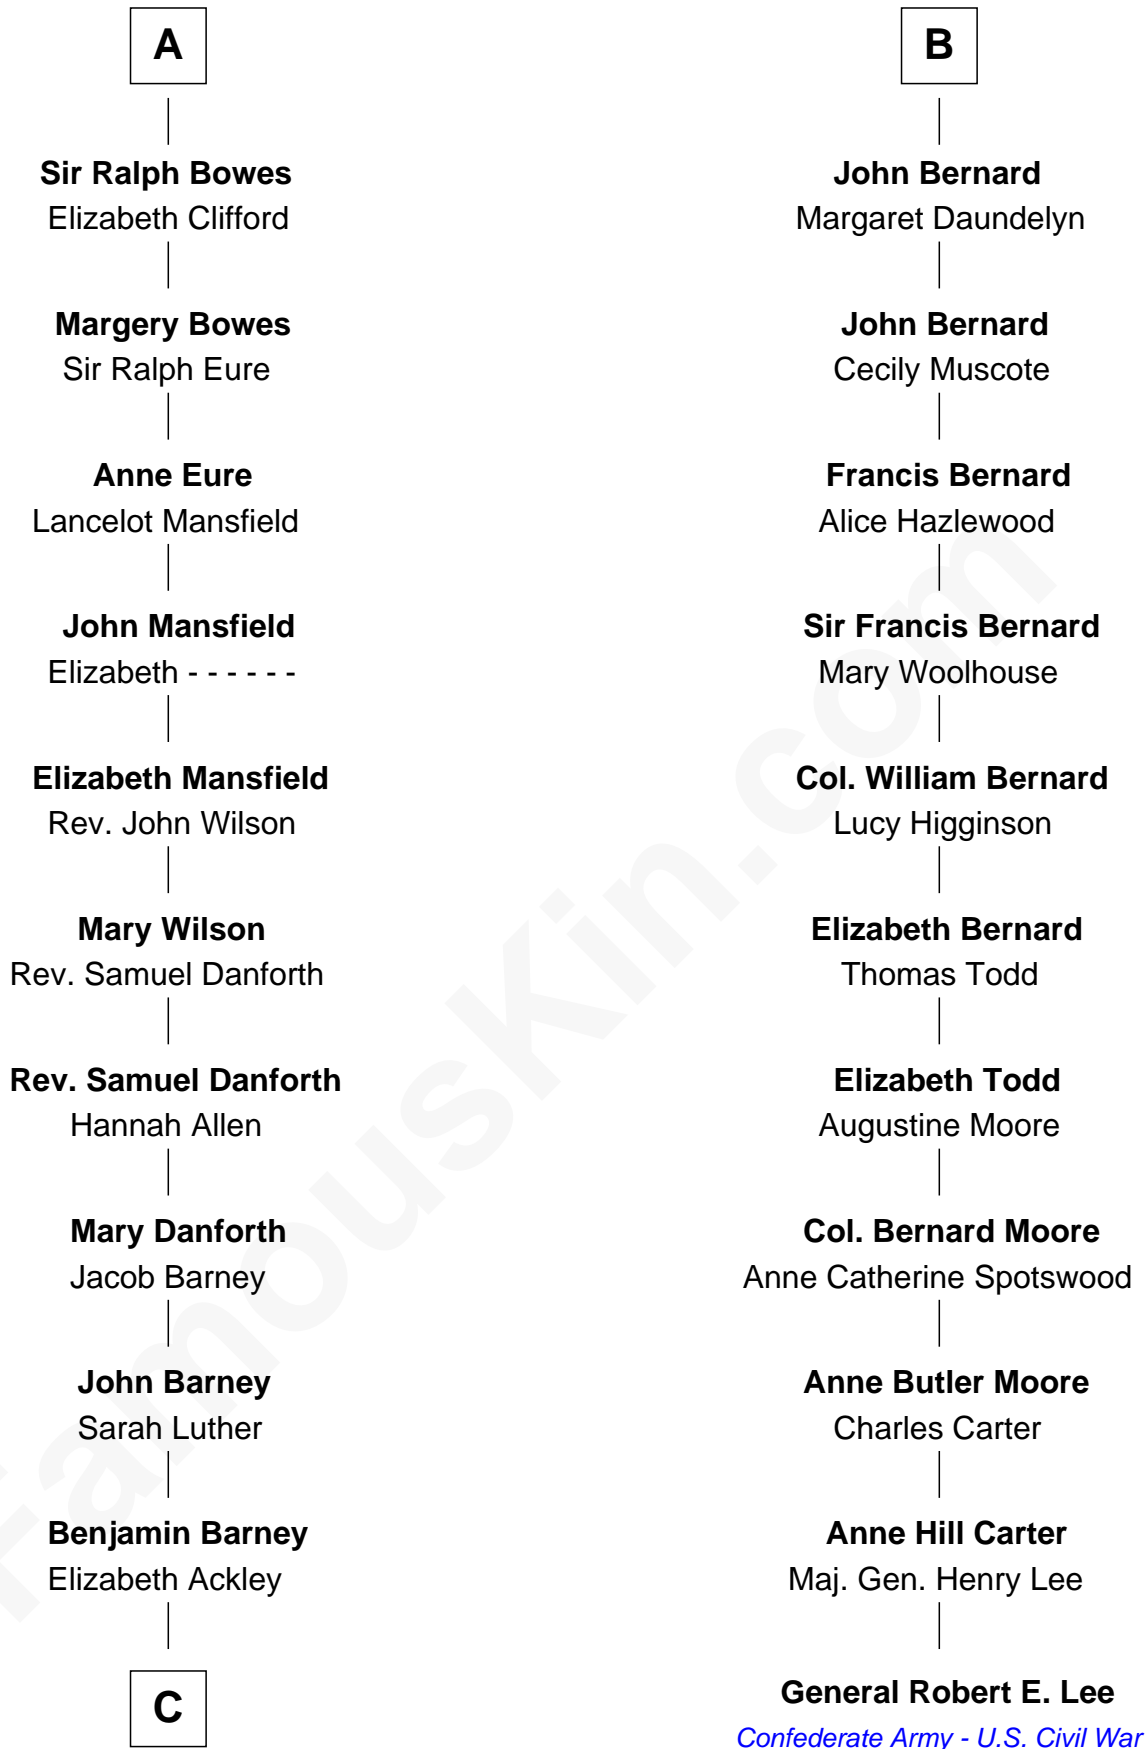 A
Sir Ralph Bowes
Elizabeth Clifford
Margery Bowes
Sir Ralph Eure
Anne Eure
Lancelot Mansfield
John Mansfield
Elizabeth - - - - - -
Elizabeth Mansfield
Rev. John Wilson
Mary Wilson
Rev. Samuel Danforth
Rev. Samuel Danforth
Hannah Allen
Mary Danforth
Jacob Barney
John Barney
Sarah Luther
Benjamin Barney
Elizabeth Ackley
C
B
John Bernard
Margaret Daundelyn
John Bernard
Cecily Muscote
Francis Bernard
Alice Hazlewood
Sir Francis Bernard
Mary Woolhouse
Col. William Bernard
Lucy Higginson
Elizabeth Bernard
Thomas Todd
Elizabeth Todd
Augustine Moore
Col. Bernard Moore
Anne Catherine Spotswood
Anne Butler Moore
Charles Carter
Anne Hill Carter
Maj. Gen. Henry Lee
General Robert E. Lee
Confederate Army - U.S. Civil War
FamousKin.com